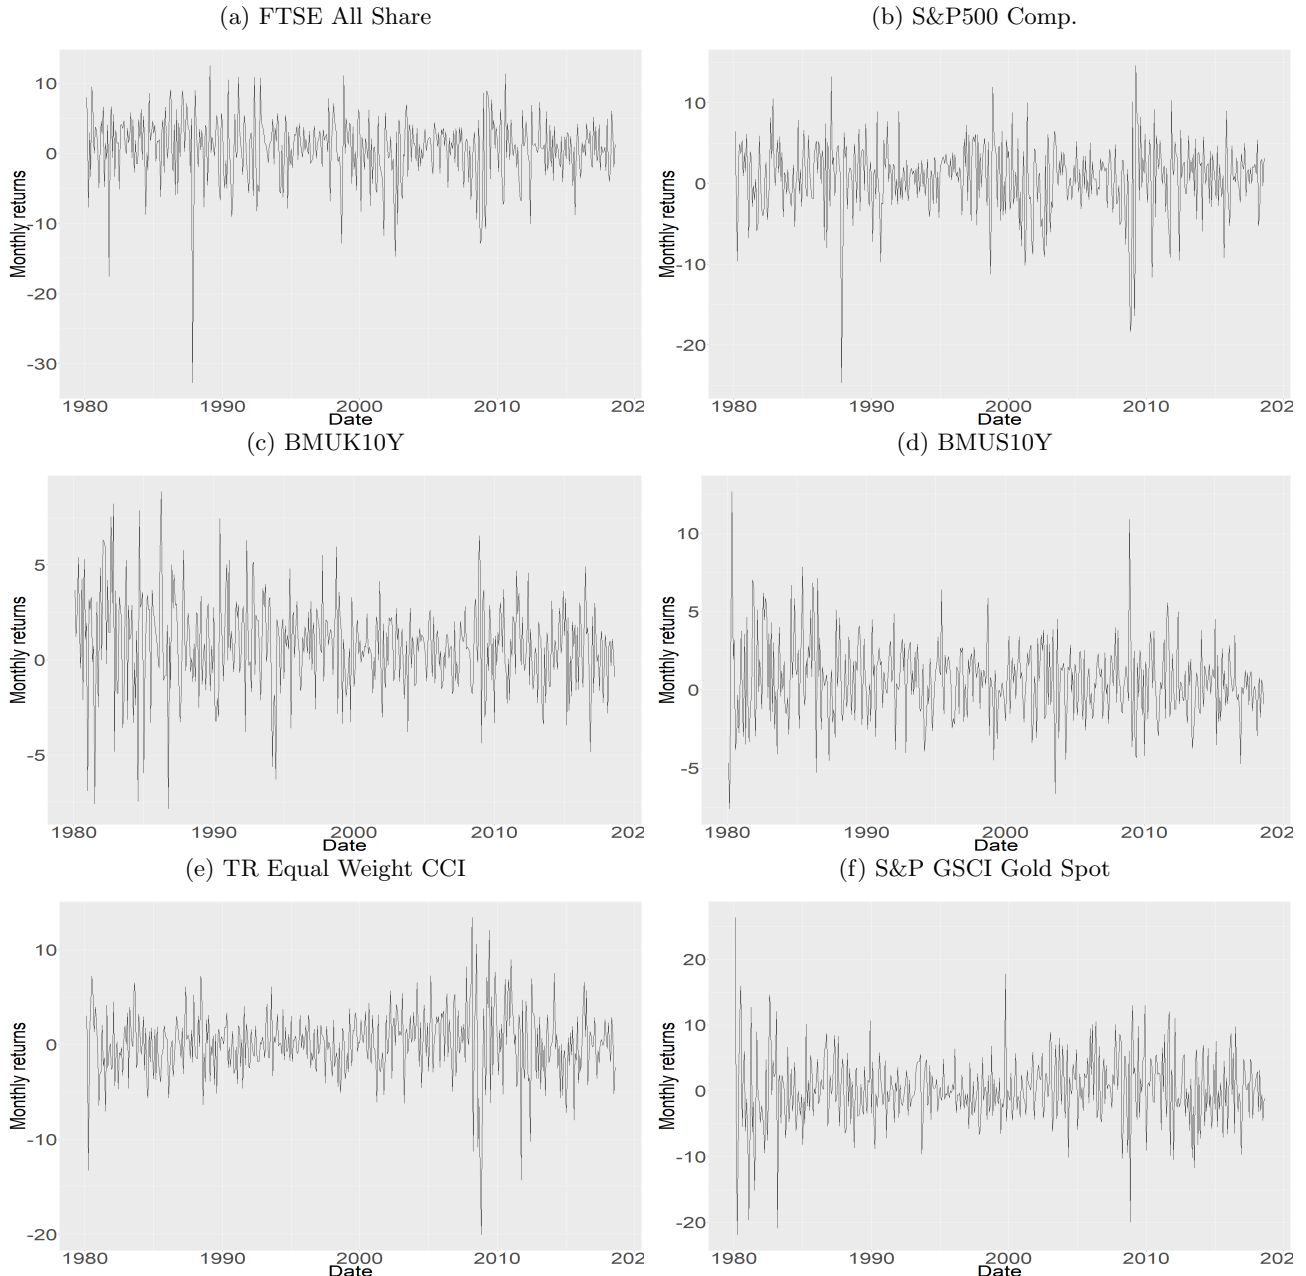 (a) FTSE All Share
Monthly returns
10
0
-10
-20
-30
1980 1990 2000 2010 202
Date
(b) S&P500 Comp.
Monthly returns
10
0
-10
-20
1980 1990 2000 2010 202
Date
(c) BMUK10Y
Monthly returns
5
0
-5
1980 1990 2000 2010 202
Date
(d) BMUS10Y
Monthly returns
10
5
0
-5
1980 1990 2000 2010 202
Date
(e) TR Equal Weight CCI
Monthly returns
10
0
-10
-20
1980 1990 2000 2010 202
Date
(f) S&P GSCI Gold Spot
Monthly returns
20
10
0
-10
-20
1980 1990 2000 2010 202
Date